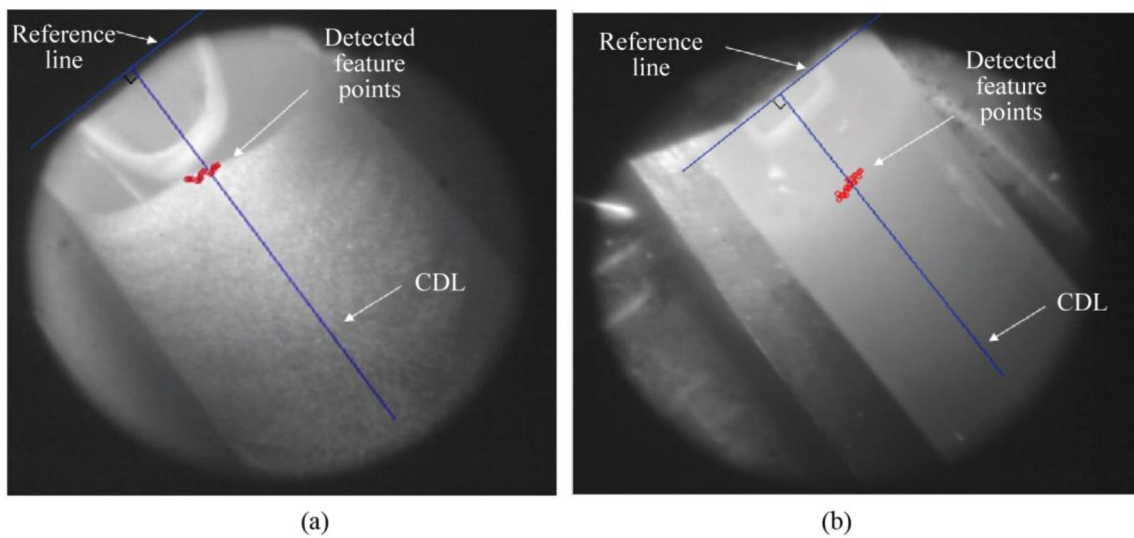 Reference
line
Detected
feature
points
CDL
Reference
line
Detected
feature
points
CDL
(a)
(b)